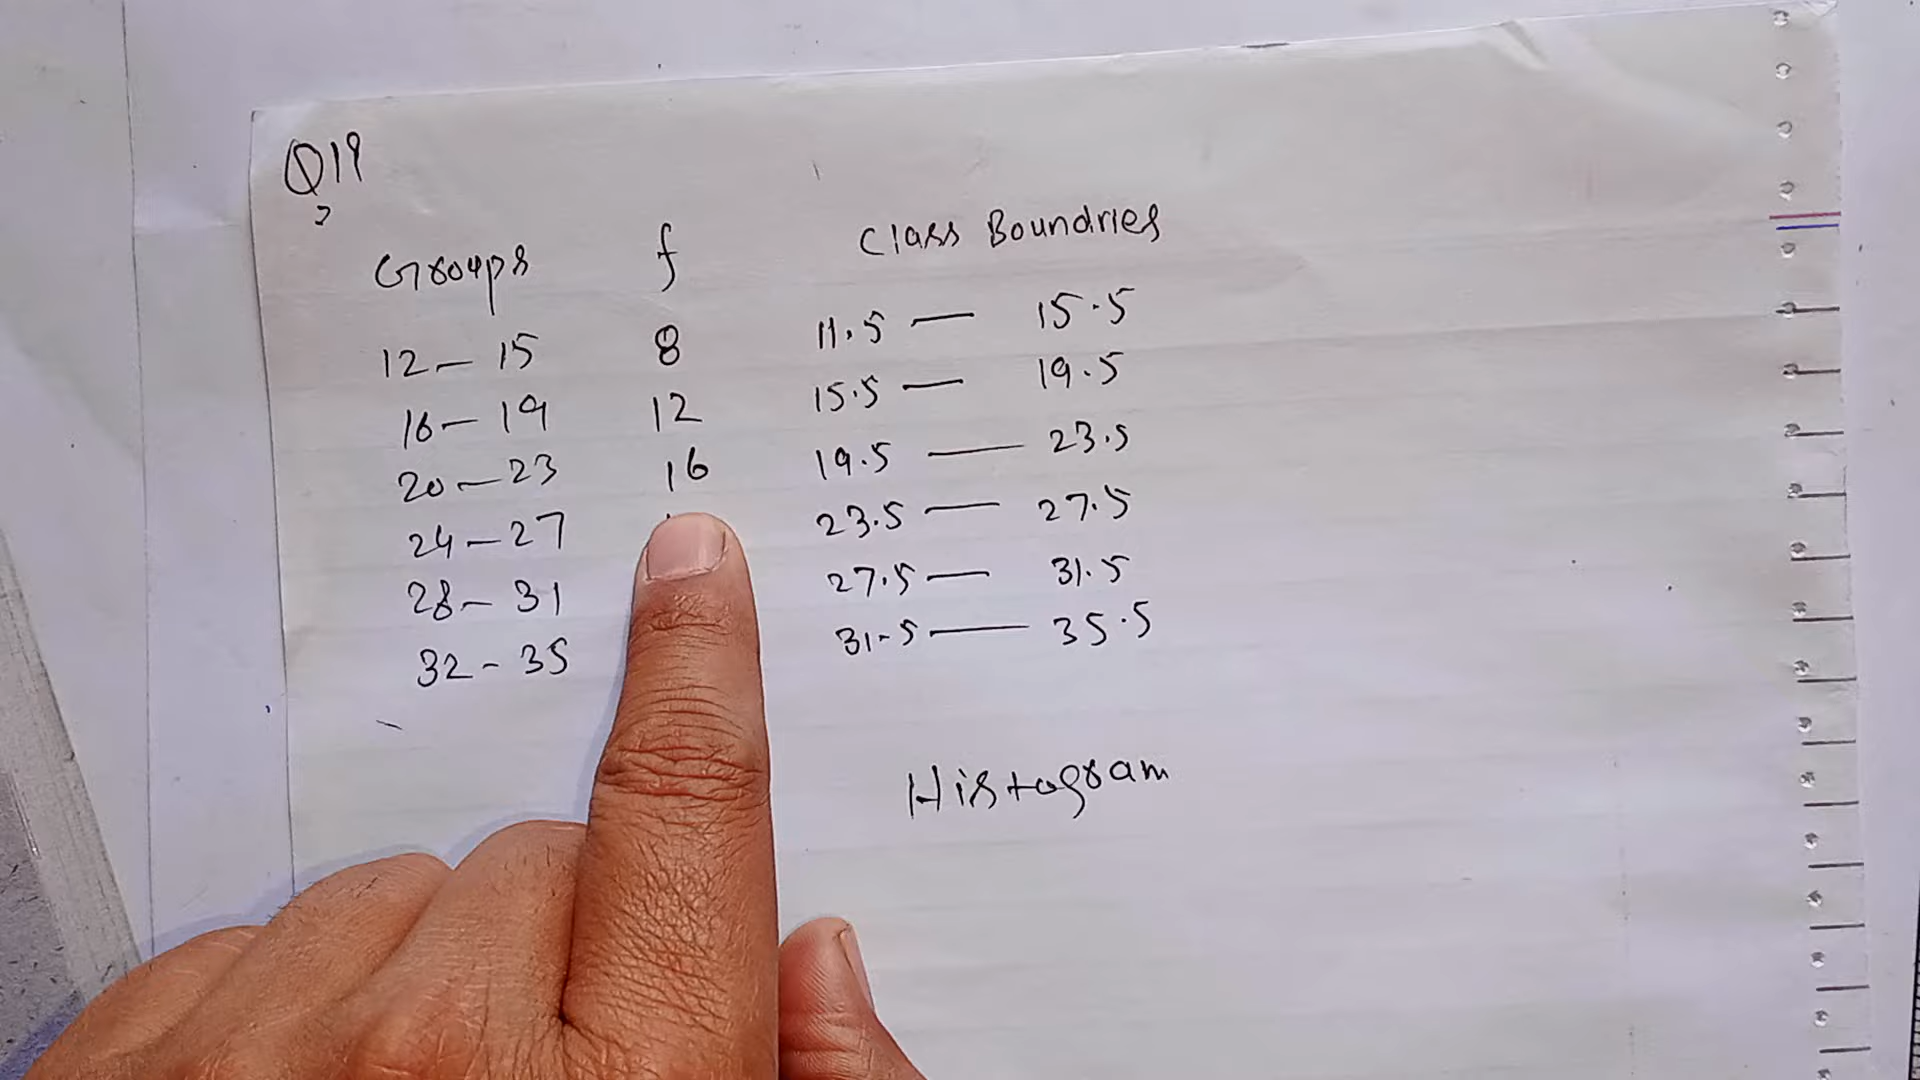 Q19
Groups f Class Boundries
12 — 15 8 11.5 — 15.5
16 — 19 12 15.5 — 19.5
20 — 23 16 19.5 — 23.5
24 — 27 23.5 — 27.5
28 — 31 27.5 — 31.5
32 - 35 31.5 — 35.5
Histogram